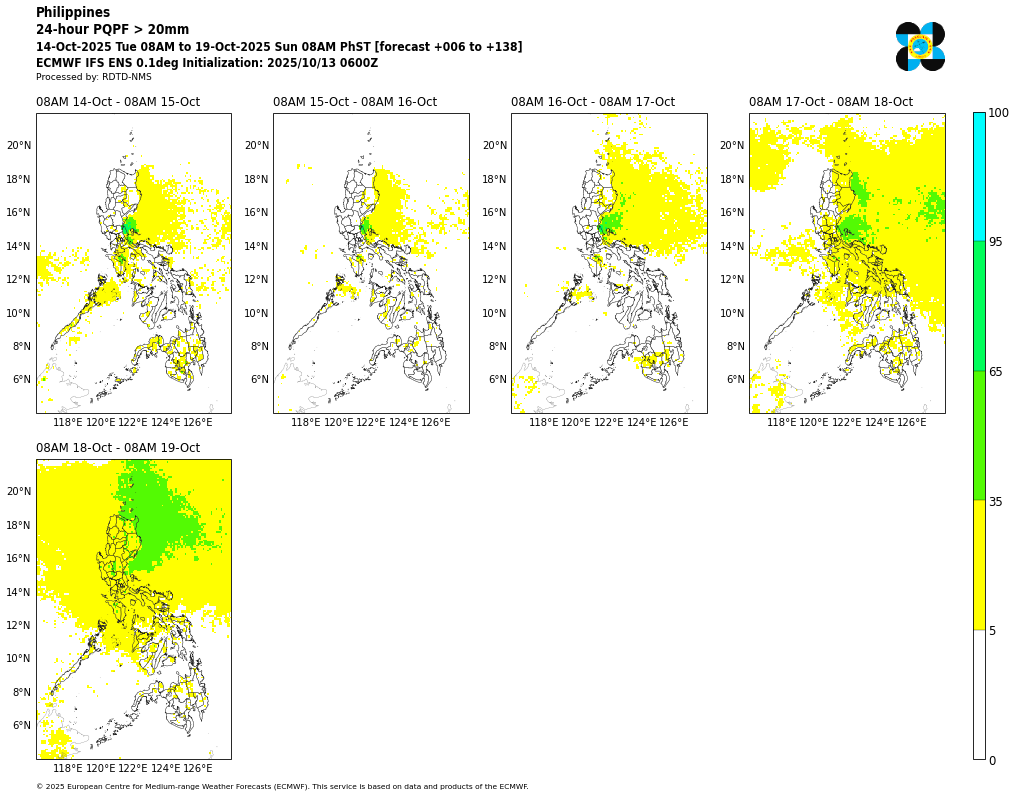 Philippines
24-hour PQPF > 20mm
14-Oct-2025 Tue 08AM to 19-Oct-2025 Sun 08AM PhST [forecast +006 to +138]
ECMWF IFS ENS 0.1deg Initialization: 2025/10/13 0600Z
Processed by: RDTD-NMS
08AM 14-Oct - 08AM 15-Oct
08AM 15-Oct - 08AM 16-Oct
08AM 16-Oct - 08AM 17-Oct
08AM 17-Oct - 08AM 18-Oct
20°N 20°N 20°N 20°N
18°N 18°N 18°N 18°N
16°N 16°N 16°N 16°N
14°N 14°N 14°N 14°N
12°N 12°N 12°N 12°N
10°N 10°N 10°N 10°N
8°N 8°N 8°N 8°N
6°N 6°N 6°N 6°N
118°E 120°E 122°E 124°E 126°E
118°E 120°E 122°E 124°E 126°E
118°E 120°E 122°E 124°E 126°E
118°E 120°E 122°E 124°E 126°E
100
95
65
35
5
0
08AM 18-Oct - 08AM 19-Oct
20°N
18°N
16°N
14°N
12°N
10°N
8°N
6°N
118°E 120°E 122°E 124°E 126°E
© 2025 European Centre for Medium-range Weather Forecasts (ECMWF). This service is based on data and products of the ECMWF.